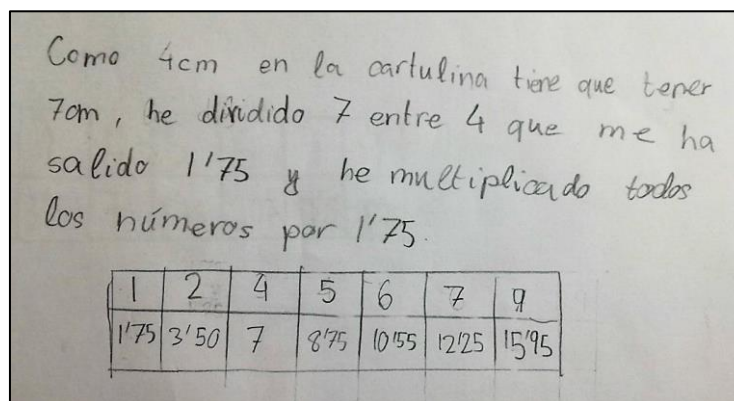 Como 4cm en la cartulina tiene que tener
7cm, he dividido 7 entre 4 que me ha
salido 1'75 y he multiplicado todos
los números por 1'75.
1 2 4 5 6 7 9
1'75 3'50 7 8'75 10'55 12'25 15'95